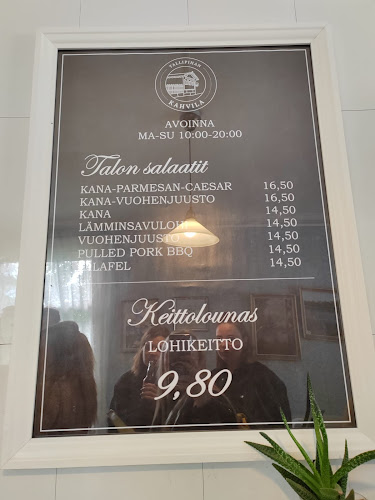 TALLIPIHAN
KAHVILA
AVOINNA
MA-SU 10:00-20:00
Talon salaatit
KANA-PARMESAN-CAESAR 16,50
KANA-VUOHENJUUSTO 16,50
KANA 14,50
LÄMMINSAVULOHI 14,50
VUOHENJUUSTO 14,50
PULLED PORK BBQ 14,50
FALAFEL 14,50
Keittolounas
LOHIKEITTO
9,80